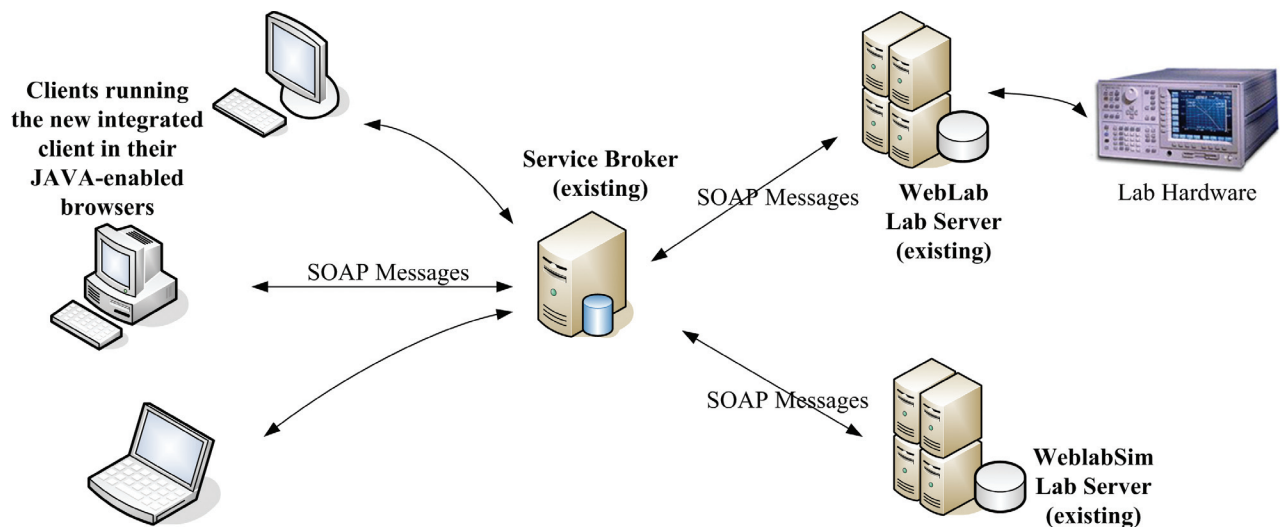 Clients running
the new integrated
client in their
JAVA-enabled
browsers
SOAP Messages
Service Broker
(existing)
SOAP Messages
WebLab
Lab Server
(existing)
Lab Hardware
SOAP Messages
WeblabSim
Lab Server
(existing)